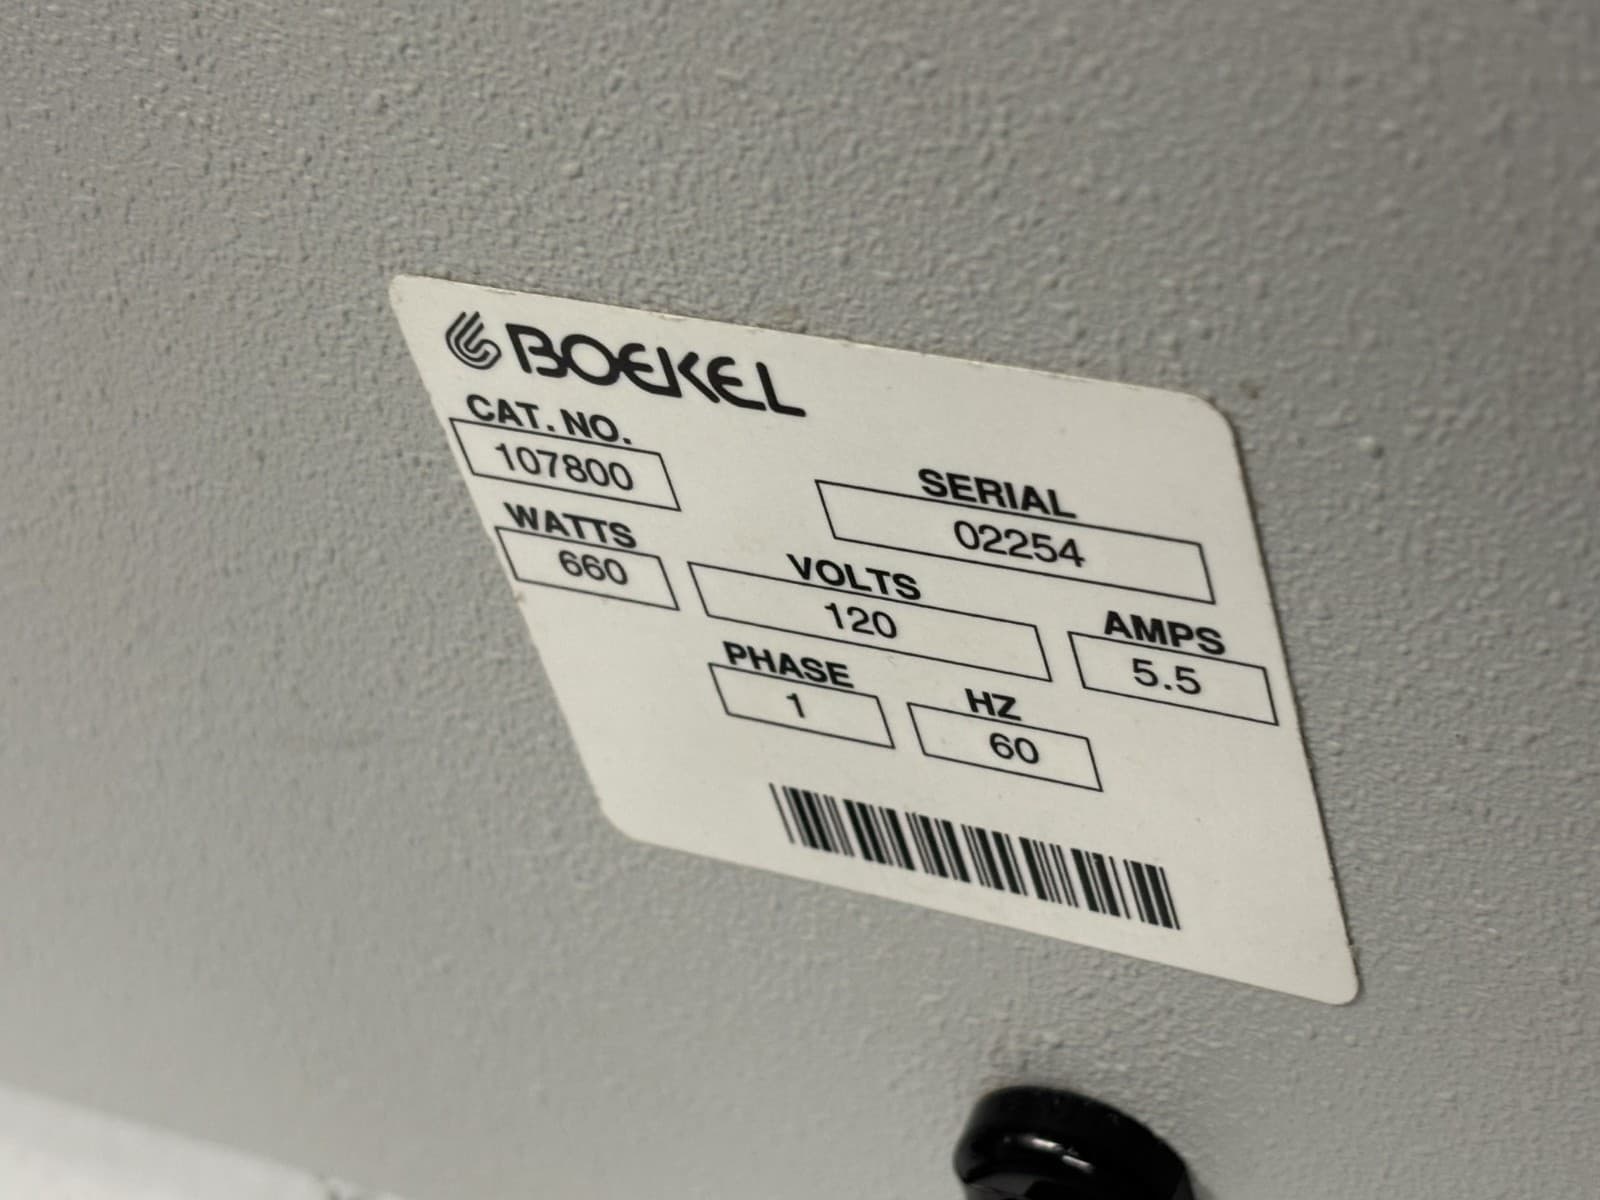 BOEKEL
CAT. NO.
107800
SERIAL
02254
WATTS
660
VOLTS
120
AMPS
5.5
PHASE
1
HZ
60